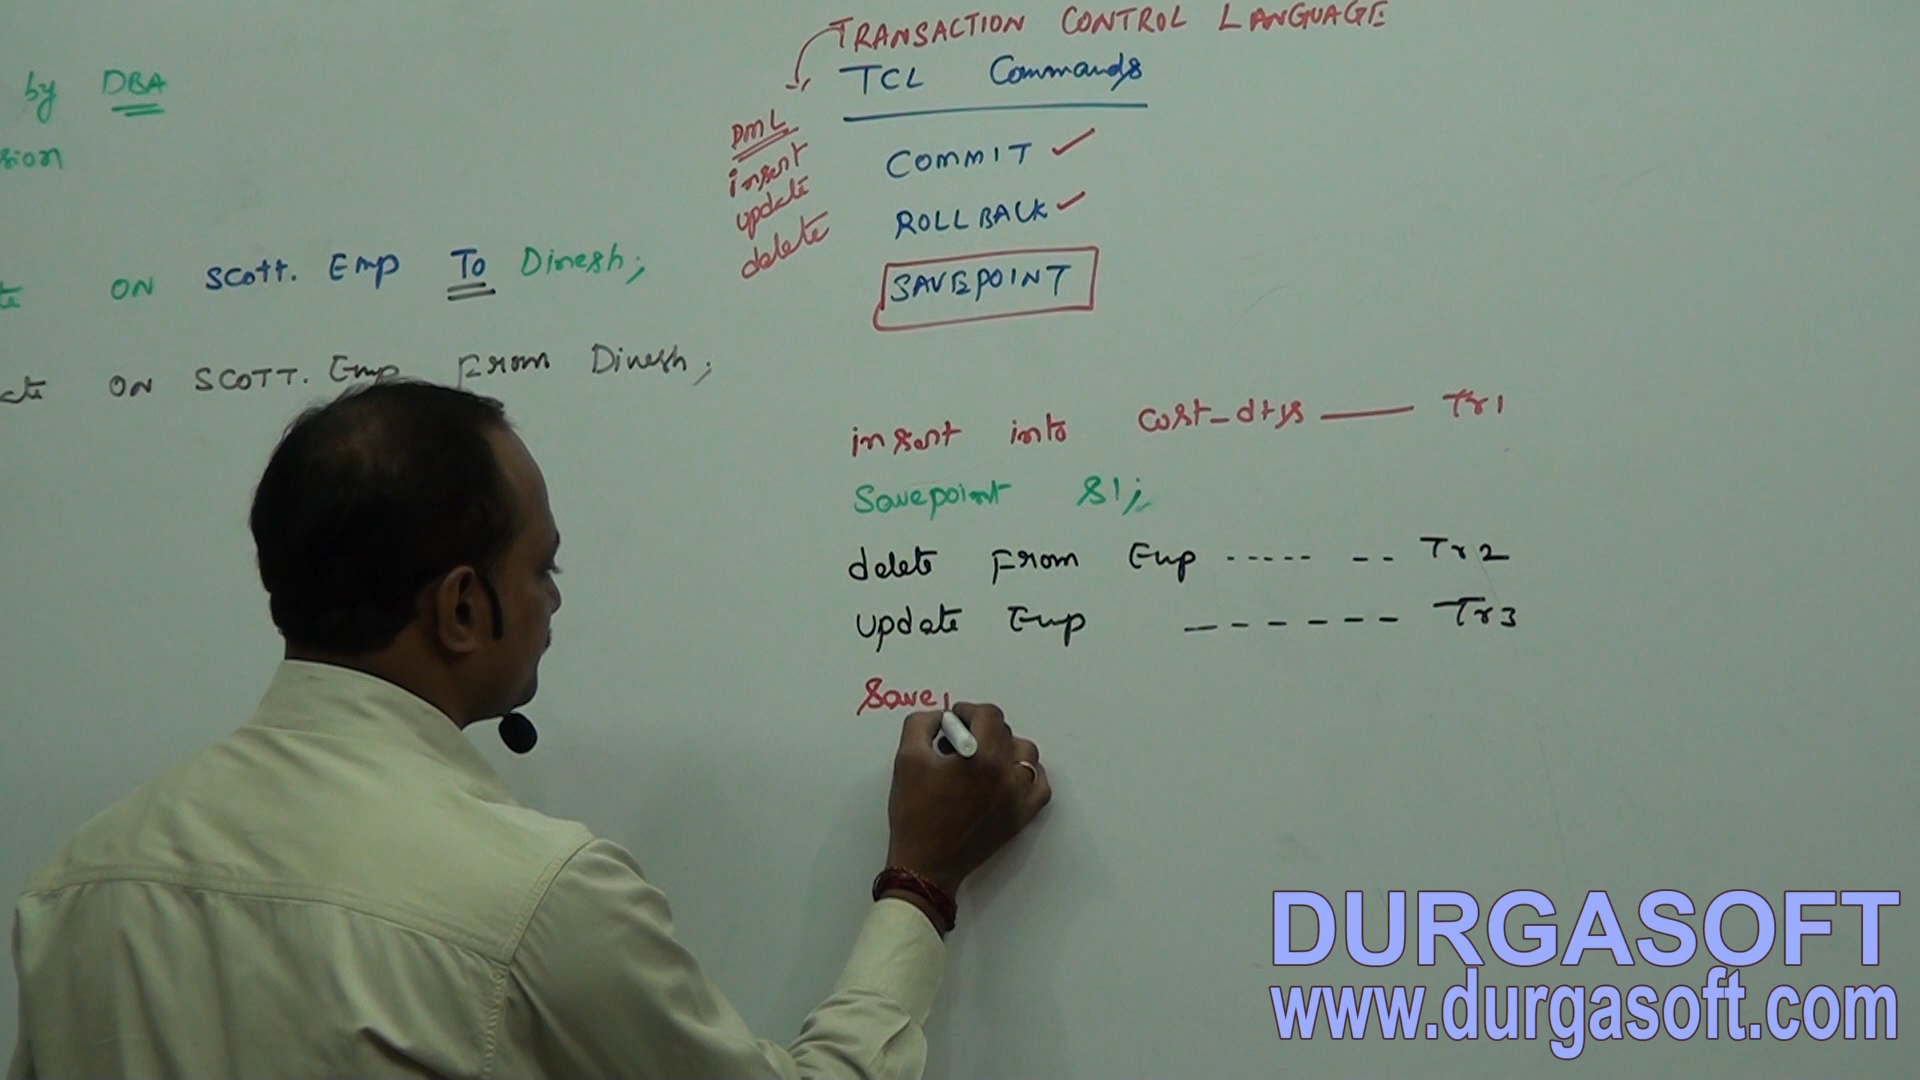 TRANSACTION CONTROL LANGUAGE
TCL Commands
by DBA
DML
insert
update
delete
COMMIT
ROLLBACK
SAVEPOINT
ON Scott. Emp To Dinesh;
ON SCOTT. Emp From Dinesh;
insert into cost_dtls Tr1
Savepoint S1;
delete From Emp ----- -- Tr2
update Emp ------ Tr3
Save
DURGASOFT
www.durgasoft.com